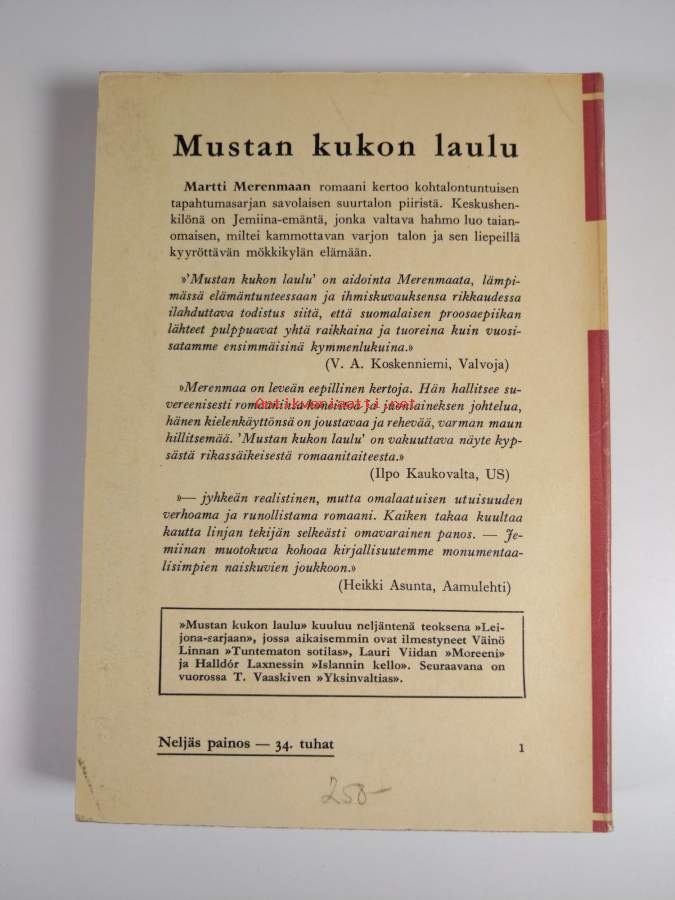 Mustan kukon laulu
Martti Merenmaan romaani kertoo kohtalontuntuisen
tapahtumasarjan savolaisen suurtalon piiristä. Keskushen-
kilönä on Jemiina-emäntä, jonka valtava hahmo luo taian-
omaisen, miltei kammottavan varjon talon ja sen liepeillä
kyyröttävän mökkikylän elämään.
»'Mustan kukon laulu' on aidointa Merenmaata, lämpi-
mässä elämäntunteessaan ja ihmiskuvauksensa rikkaudessa
ilahduttava todistus siitä, että suomalaisen proosaepiikan
lähteet pulppuavat yhtä raikkaina ja tuoreina kuin vuosi-
satamme ensimmäisinä kymmenlukuina.»
(V. A. Koskenniemi, Valvoja)
»Merenmaa on leveän eepillinen kertoja. Hän hallitsee su-
vereenisesti romaanirakenteista ja juoniaineksen johtelua,
Antikvariaatti.net
hänen kielenkäyttönsä on joustavaa ja rehevää, varman maun
hillitsemää. 'Mustan kukon laulu' on vakuuttava näyte kyp-
sästä rikassäikeisestä romaanitaiteesta.»
(Ilpo Kaukovalta, US)
»— jyhkeän realistinen, mutta omalaatuisen utuisuuden
verhoama ja runollistama romaani. Kaiken takaa kuultaa
kautta linjan tekijän selkeästi omavarainen panos. — Je-
miinan muotokuva kohoaa kirjallisuutemme monumentaa-
lisimpien naiskuvien joukkoon.»
(Heikki Asunta, Aamulehti)
»Mustan kukon laulu» kuuluu neljäntenä teoksena »Lei-
jona-sarjaan», jossa aikaisemmin ovat ilmestyneet Väinö
Linnan »Tuntematon sotilas», Lauri Viidan »Moreeni»
ja Halldór Laxnessin »Islannin kello». Seuraavana on
vuorossa T. Vaaskiven »Yksinvaltias».
Neljäs painos — 34. tuhat
1
250-